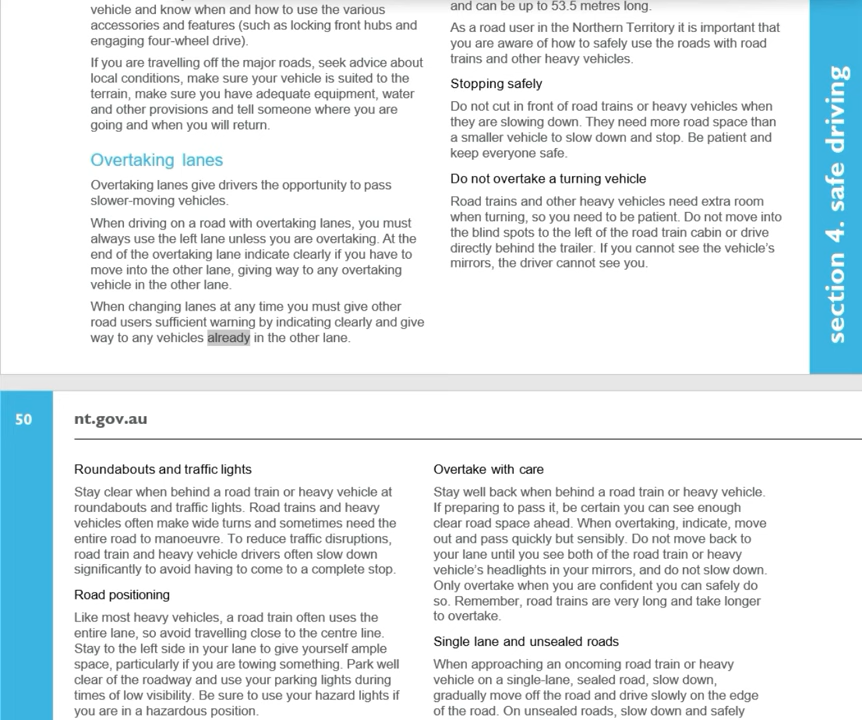 vehicle and know when and how to use the various
accessories and features (such as locking front hubs and
engaging four-wheel drive).
If you are travelling off the major roads, seek advice about
local conditions, make sure your vehicle is suited to the
terrain, make sure you have adequate equipment, water
and other provisions and tell someone where you are
going and when you will return.
Overtaking lanes
Overtaking lanes give drivers the opportunity to pass
slower-moving vehicles.
When driving on a road with overtaking lanes, you must
always use the left lane unless you are overtaking. At the
end of the overtaking lane indicate clearly if you have to
move into the other lane, giving way to any overtaking
vehicle in the other lane.
When changing lanes at any time you must give other
road users sufficient warning by indicating clearly and give
way to any vehicles already in the other lane.
and can be up to 53.5 metres long.
As a road user in the Northern Territory it is important that
you are aware of how to safely use the roads with road
trains and other heavy vehicles.
Stopping safely
Do not cut in front of road trains or heavy vehicles when
they are slowing down. They need more road space than
a smaller vehicle to slow down and stop. Be patient and
keep everyone safe.
Do not overtake a turning vehicle
Road trains and other heavy vehicles need extra room
when turning, so you need to be patient. Do not move into
the blind spots to the left of the road train cabin or drive
directly behind the trailer. If you cannot see the vehicle's
mirrors, the driver cannot see you.
section 4. safe driving
50
nt.gov.au
Roundabouts and traffic lights
Stay clear when behind a road train or heavy vehicle at
roundabouts and traffic lights. Road trains and heavy
vehicles often make wide turns and sometimes need the
entire road to manoeuvre. To reduce traffic disruptions,
road train and heavy vehicle drivers often slow down
significantly to avoid having to come to a complete stop.
Road positioning
Like most heavy vehicles, a road train often uses the
entire lane, so avoid travelling close to the centre line.
Stay to the left side in your lane to give yourself ample
space, particularly if you are towing something. Park well
clear of the roadway and use your parking lights during
times of low visibility. Be sure to use your hazard lights if
you are in a hazardous position.
Overtake with care
Stay well back when behind a road train or heavy vehicle.
If preparing to pass it, be certain you can see enough
clear road space ahead. When overtaking, indicate, move
out and pass quickly but sensibly. Do not move back to
your lane until you see both of the road train or heavy
vehicle's headlights in your mirrors, and do not slow down.
Only overtake when you are confident you can safely do
so. Remember, road trains are very long and take longer
to overtake.
Single lane and unsealed roads
When approaching an oncoming road train or heavy
vehicle on a single-lane, sealed road, slow down,
gradually move off the road and drive slowly on the edge
of the road. On unsealed roads, slow down and safely